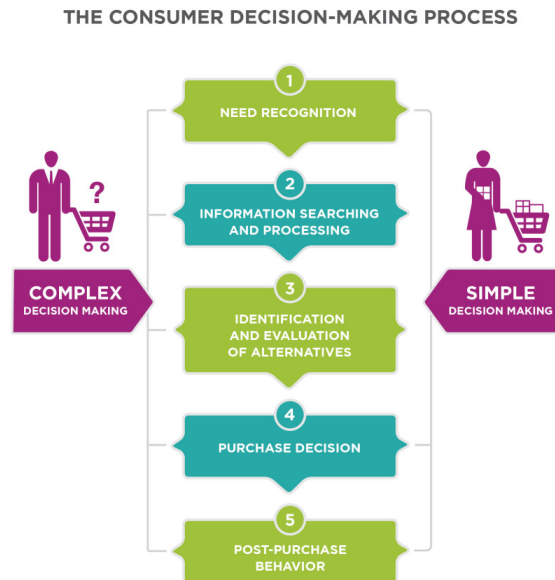 THE CONSUMER DECISION-MAKING PROCESS
1
NEED RECOGNITION
?
2
INFORMATION SEARCHING
AND PROCESSING
COMPLEX
DECISION MAKING
3
IDENTIFICATION
AND EVALUATION
OF ALTERNATIVES
SIMPLE
DECISION MAKING
4
PURCHASE DECISION
5
POST-PURCHASE
BEHAVIOR